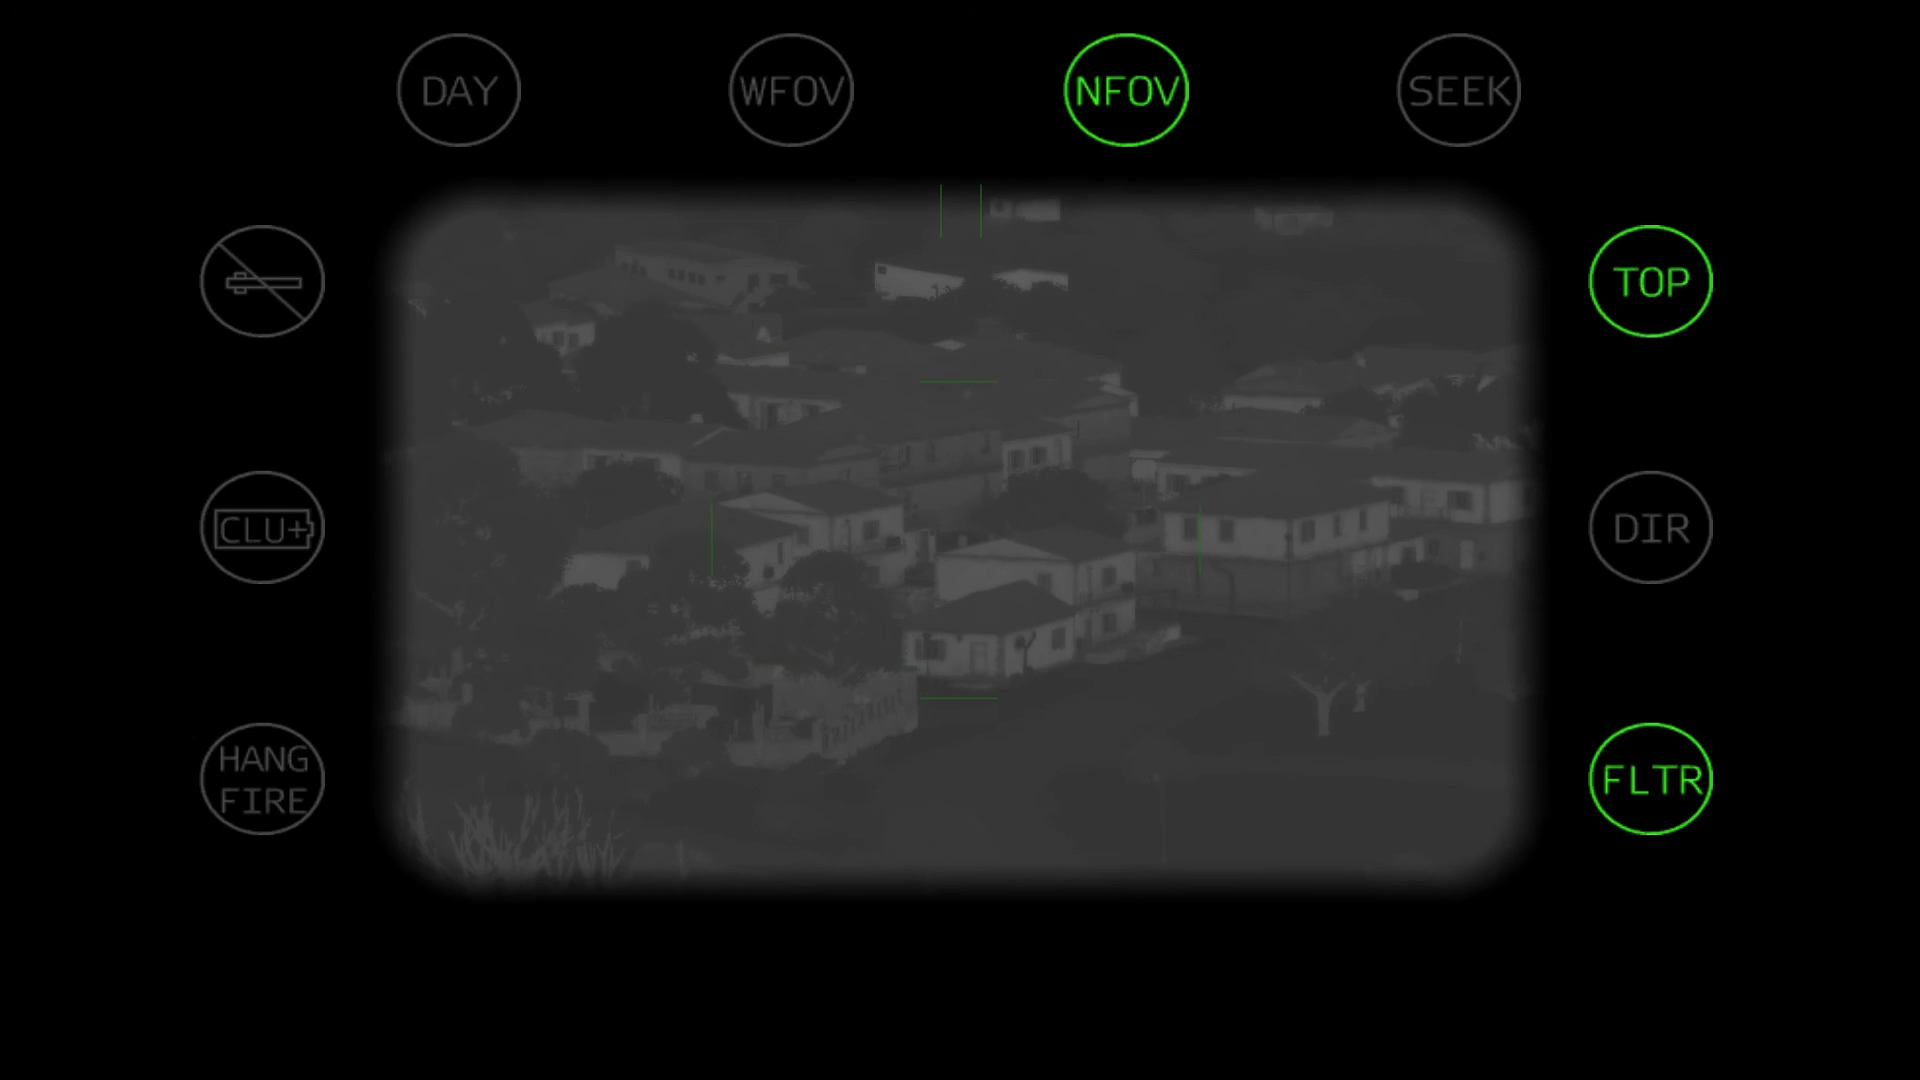 DAY
WFOV
NFOV
SEEK
TOP
CLU+
DIR
HANG
FIRE
FLTR